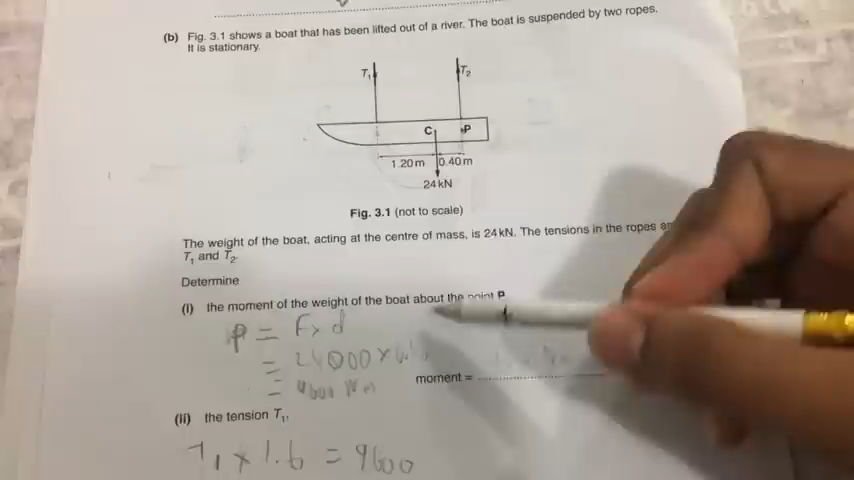 (b) Fig. 3.1 shows a boat that has been lifted out of a river. The boat is suspended by two ropes.
It is stationary.
T1 T2
C P
1.20 m 0.40 m
24 kN
Fig. 3.1 (not to scale)
The weight of the boat, acting at the centre of mass, is 24 kN. The tensions in the ropes
T1 and T2.
Determine
(i) the moment of the weight of the boat about the point P
P = F x d
= 24000 x
= 9600 Nm
moment =
(ii) the tension T1,
T1 x 1.6 = 9600